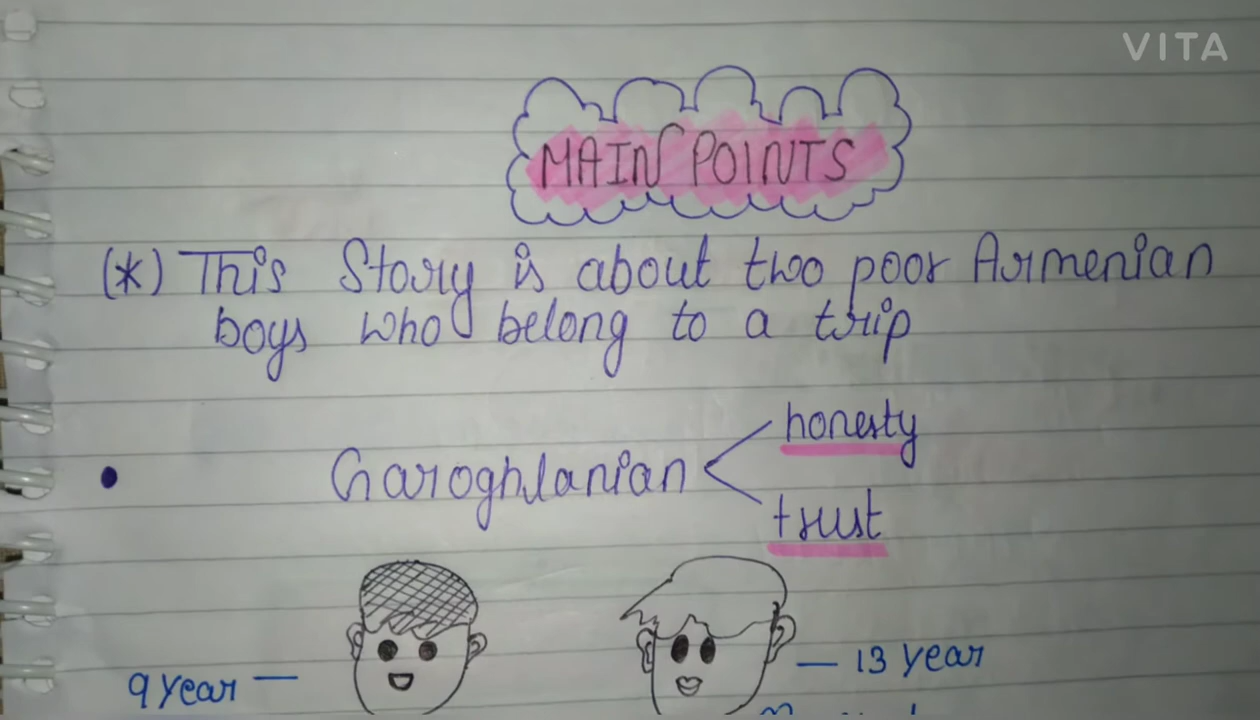 VITA
MAIN POINTS
(*) This Story is about two poor Armenian
boys who belong to a trip
• Garoghlanian
honesty
trust
9 year —
— 13 year